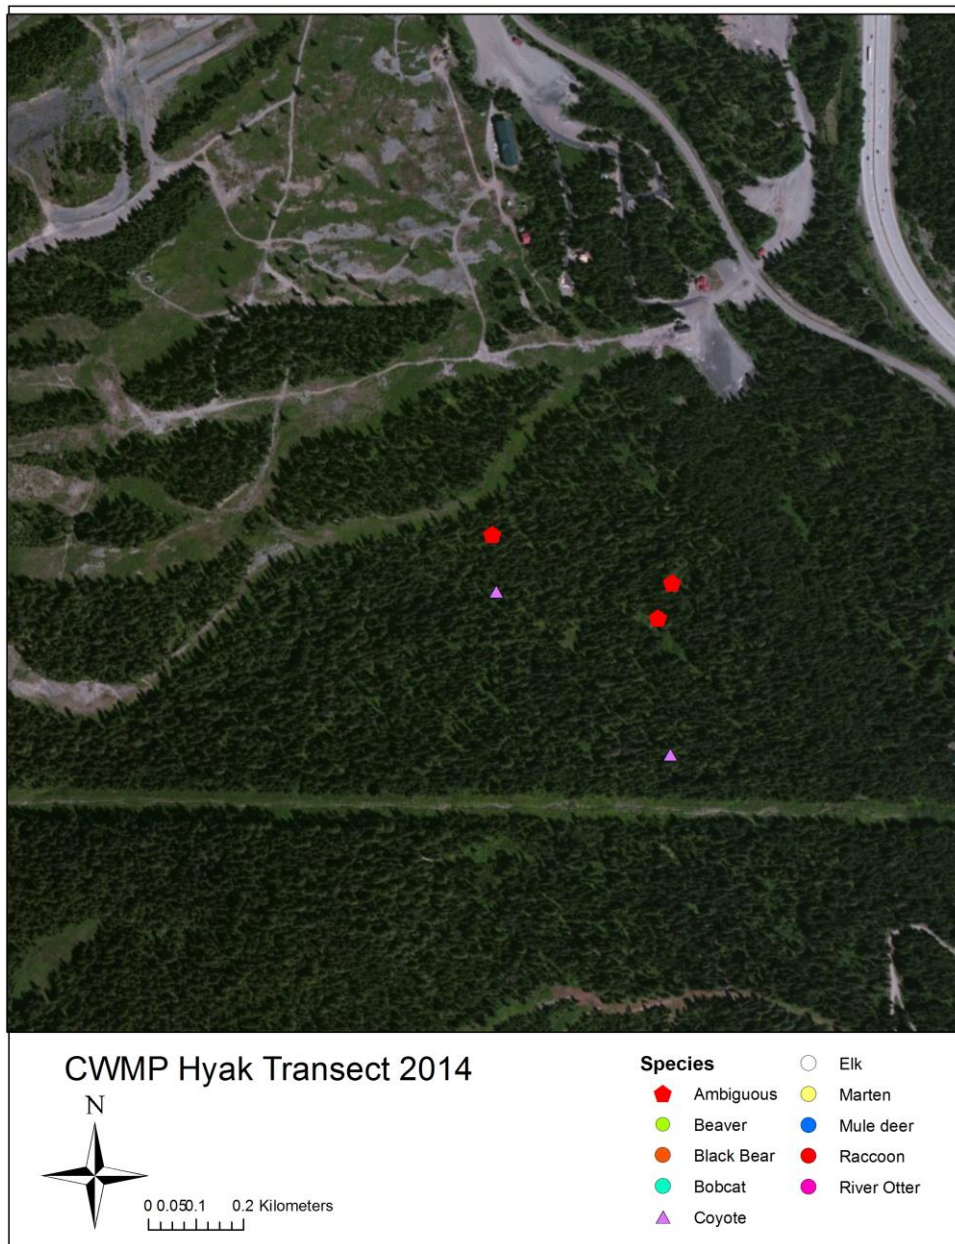 CWMP Hyak Transect 2014
N
0 0.050.1 0.2 Kilometers
Species
Ambiguous
Beaver
Black Bear
Bobcat
Coyote
Elk
Marten
Mule deer
Raccoon
River Otter